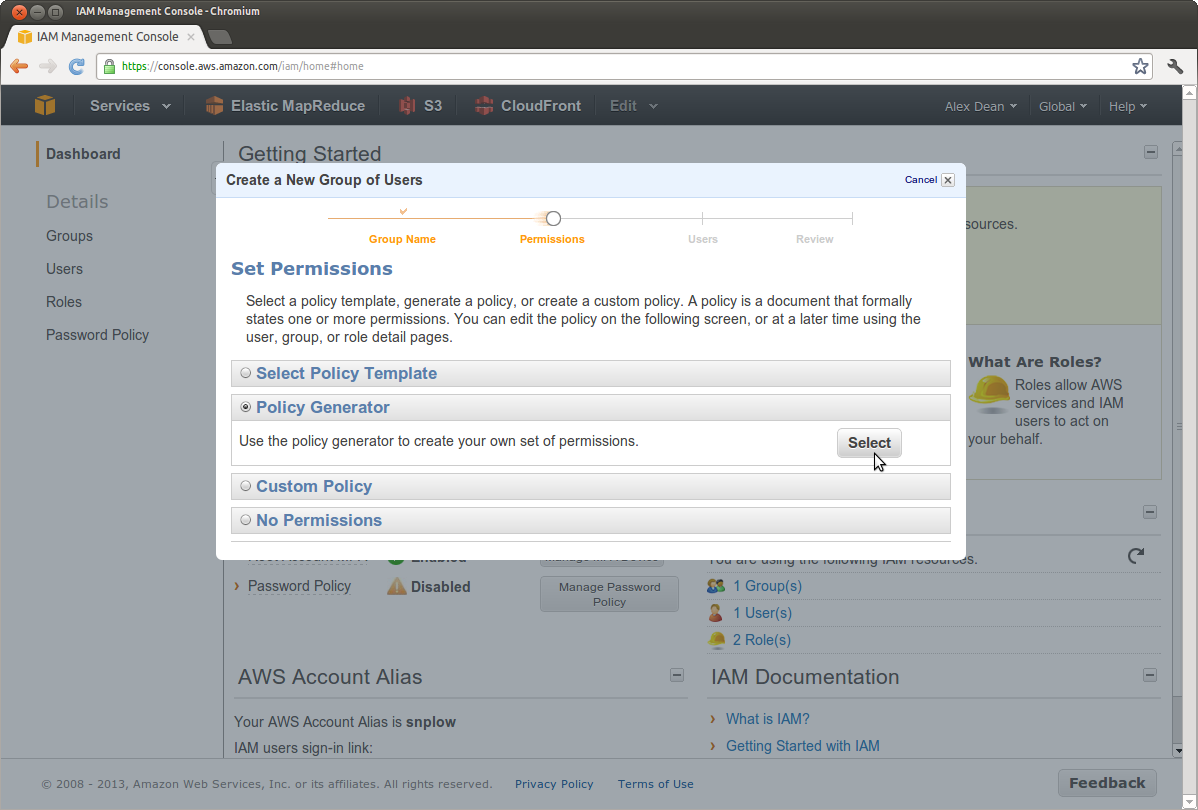 IAM Management Console - Chromium
IAM Management Console
https://console.aws.amazon.com/iam/home#home
Services
Elastic MapReduce
S3
CloudFront
Edit
Alex Dean
Global
Help
Dashboard
Details
Groups
Users
Roles
Password Policy
Getting Started
Create a New Group of Users
Cancel
Group Name
Permissions
Users
Review
Set Permissions
Select a policy template, generate a policy, or create a custom policy. A policy is a document that formally
states one or more permissions. You can edit the policy on the following screen, or at a later time using the
user, group, or role detail pages.
Select Policy Template
Policy Generator
Use the policy generator to create your own set of permissions.
Select
Custom Policy
No Permissions
sources.
What Are Roles?
Roles allow AWS
services and IAM
users to act on
your behalf.
Enabled
Password Policy
Disabled
Manage Password
Policy
You are using the following IAM resources.
1 Group(s)
1 User(s)
2 Role(s)
AWS Account Alias
Your AWS Account Alias is snplow
IAM users sign-in link:
IAM Documentation
What is IAM?
Getting Started with IAM
© 2008 - 2013, Amazon Web Services, Inc. or its affiliates. All rights reserved.
Privacy Policy
Terms of Use
Feedback